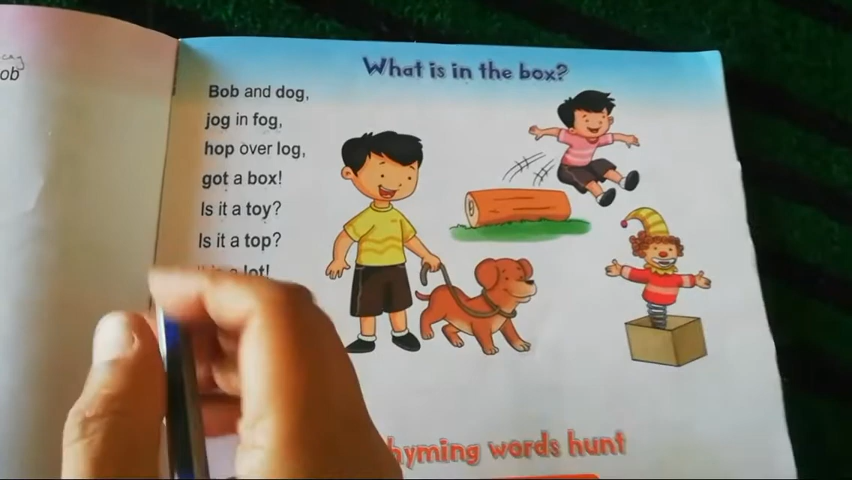 ob
What is in the box?
Bob and dog,
jog in fog,
hop over log,
got a box!
Is it a toy?
Is it a top?
lot!
hyming words hunt